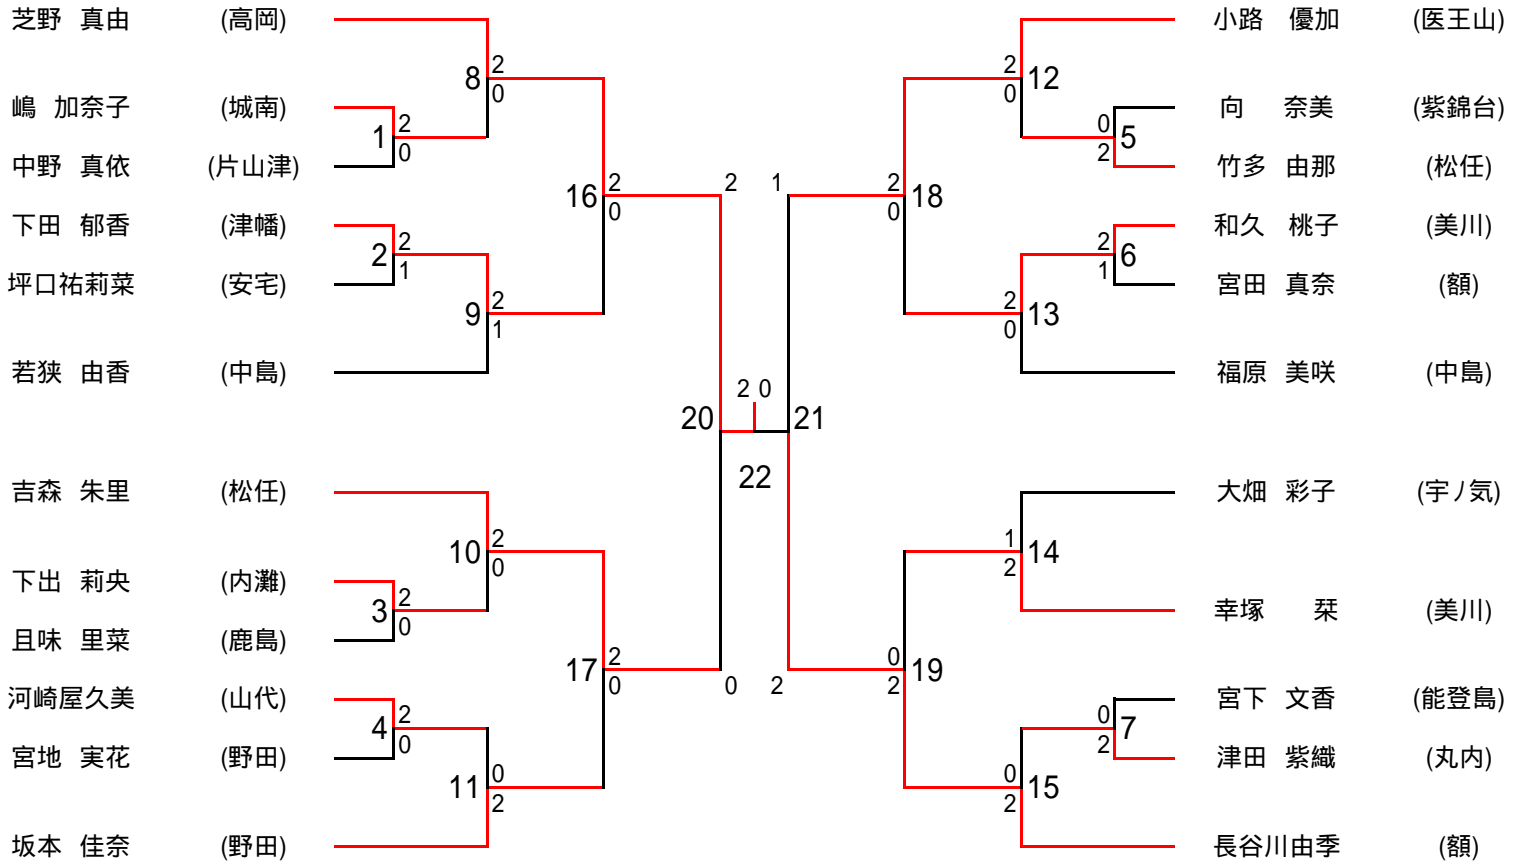 芝野 真由 (高岡)
8 2 0
嶋 加奈子 (城南)
1 2 0
中野 真依 (片山津)
16 2 0 2
下田 郁香 (津幡)
2 2 1
坪口祐莉菜 (安宅)
9 2 1
若狭 由香 (中島)
20 2 0 21
22
吉森 朱里 (松任)
10 2 0
下出 莉央 (内灘)
3 2 0
且味 里菜 (鹿島)
17 2 0 0
河崎屋久美 (山代)
4 2 0
宮地 実花 (野田)
11 0 2
坂本 佳奈 (野田)
小路 優加 (医王山)
2 0 12
向 奈美 (紫錦台)
0 2 5
竹多 由那 (松任)
1 2 0 18
和久 桃子 (美川)
2 1 6
宮田 真奈 (額)
2 0 13
福原 美咲 (中島)
大畑 彩子 (宇ノ気)
1 2 14
幸塚 栞 (美川)
2 0 2 19
宮下 文香 (能登島)
0 2 7
津田 紫織 (丸内)
0 2 15
長谷川由季 (額)